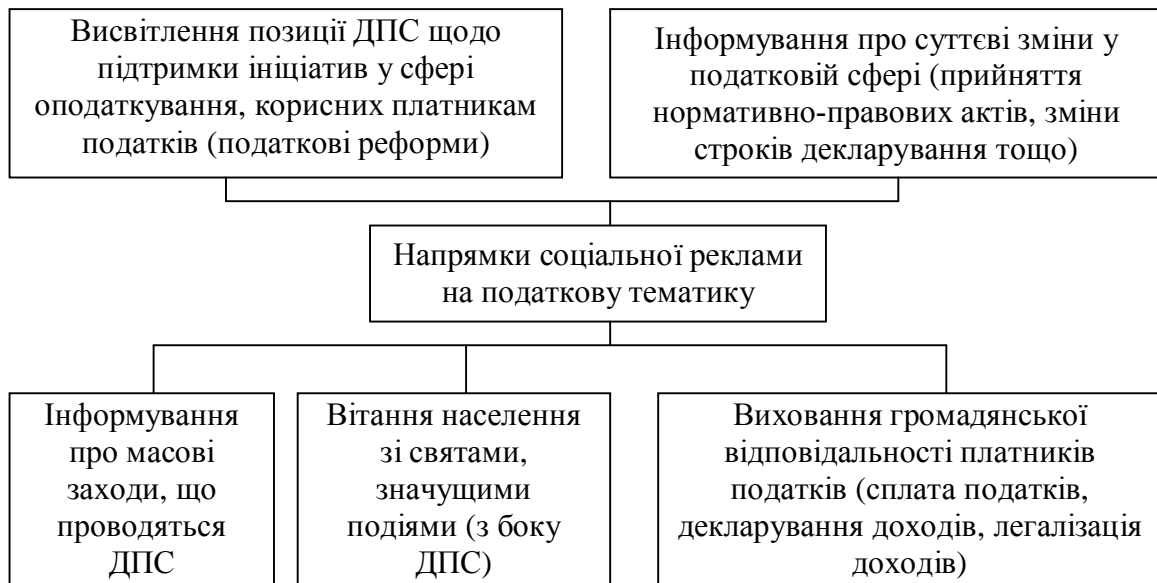 Висвітлення позиції ДПС щодо
підтримки ініціатив у сфері
оподаткування, корисних платникам
податків (податкові реформи)
Інформування про суттєві зміни у
податковій сфері (прийняття
нормативно-правових актів, зміни
строків декларування тощо)
Напрямки соціальної реклами
на податкову тематику
Інформування
про масові
заходи, що
проводяться
ДПС
Вітання населення
зі святами,
значущими
подіями (з боку
ДПС)
Виховання громадянської
відповідальності платників
податків (сплата податків,
декларування доходів, легалізація
доходів)